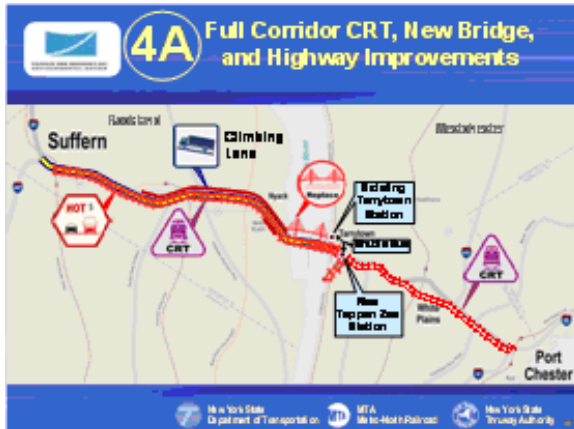 4A
Full Corridor CRT, New Bridge,
and Highway Improvements
Suffern
Rockland
Climbing
Lane
Westchester
Nyack
Replace
Existing
Tarrytown
Station
HOT
CRT
Tarrytown
CRT
White
Plains
New
Tappan Zee
Station
Port
Chester
New York State
Department of Transportation
MTA
Metro-North Railroad
New York State
Thruway Authority